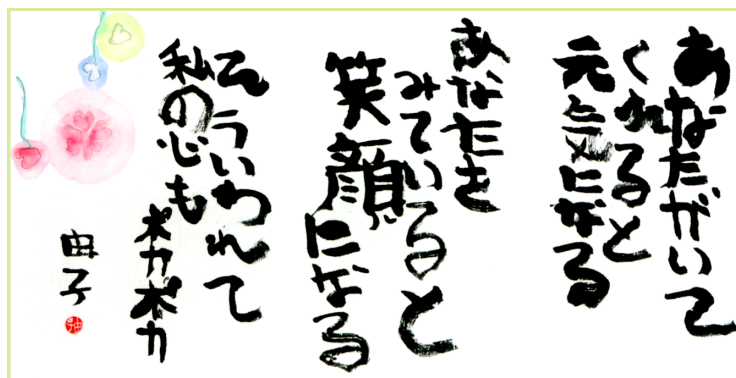 あなたがいて
くれると
元気になる
あなたを
みていると
笑顔になる
そういわれて
私の心も
ポカポカ
由子